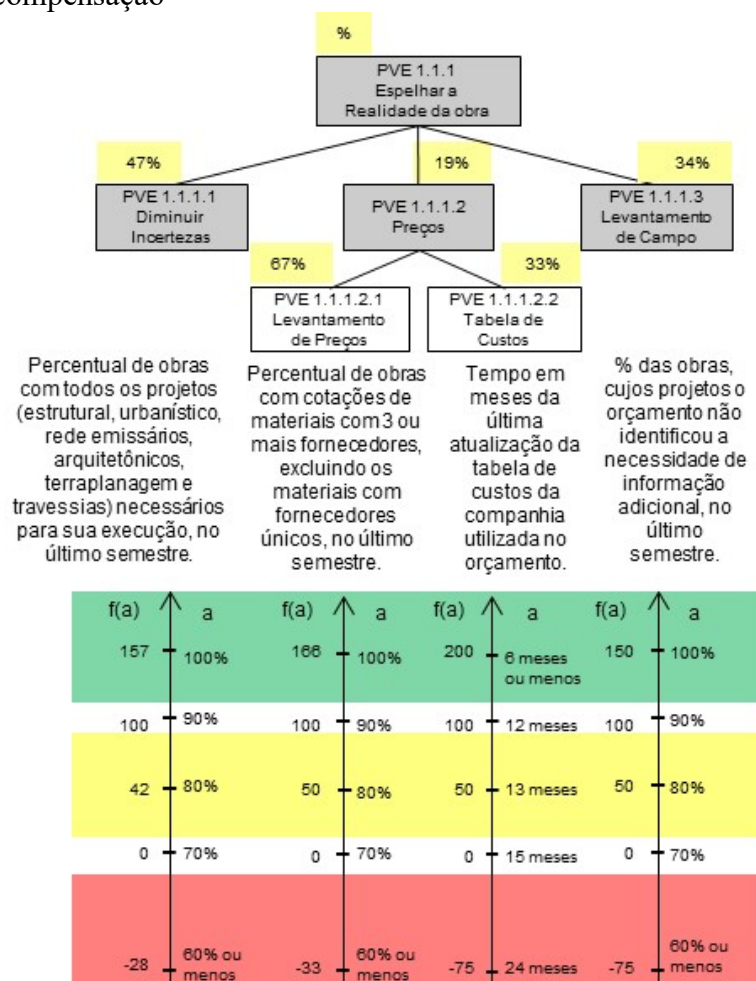 compensação
%
PVE 1.1.1
Espelhar a
Realidade da obra
47%
19%
34%
PVE 1.1.1.1
Diminuir
Incertezas
PVE 1.1.1.2
Preços
PVE 1.1.1.3
Levantamento
de Campo
67%
33%
PVE 1.1.1.2.1
Levantamento
de Preços
PVE 1.1.1.2.2
Tabela de
Custos
Percentual de obras
com todos os projetos
(estrutural, urbanístico,
rede emissários,
arquitetônicos,
terraplanagem e
travessias) necessários
para sua execução, no
último semestre.
Percentual de obras
com cotações de
materiais com 3 ou
mais fornecedores,
excluindo os
materiais com
fornecedores
únicos, no último
semestre.
Tempo em
meses da
última
atualização da
tabela de
custos da
companhia
utilizada no
orçamento.
% das obras,
cujos projetos o
orçamento não
identificou a
necessidade de
informação
adicional, no
último
semestre.
f(a) a f(a) a f(a) a f(a) a
157 100% 166 100% 200 6 meses ou menos 150 100%
100 90% 100 90% 100 12 meses 100 90%
42 80% 50 80% 50 13 meses 50 80%
0 70% 0 70% 0 15 meses 0 70%
-28 60% ou menos -33 60% ou menos -75 24 meses -75 60% ou menos